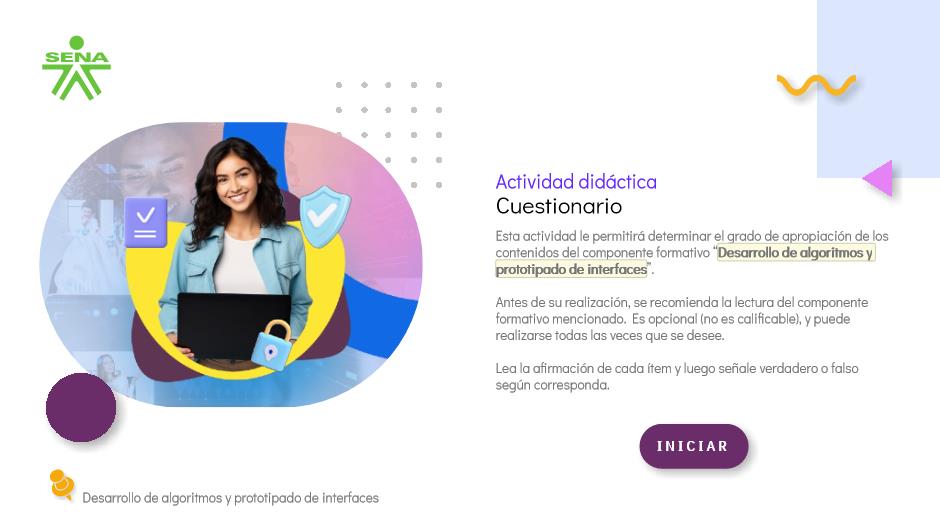 SENA
Actividad didáctica
Cuestionario
Esta actividad le permitirá determinar el grado de apropiación de los
contenidos del componente formativo "Desarrollo de algoritmos y
prototipado de interfaces".
Antes de su realización, se recomienda la lectura del componente
formativo mencionado. Es opcional (no es calificable), y puede
realizarse todas las veces que se desee.
Lea la afirmación de cada ítem y luego señale verdadero o falso
según corresponda.
INICIAR
Desarrollo de algoritmos y prototipado de interfaces